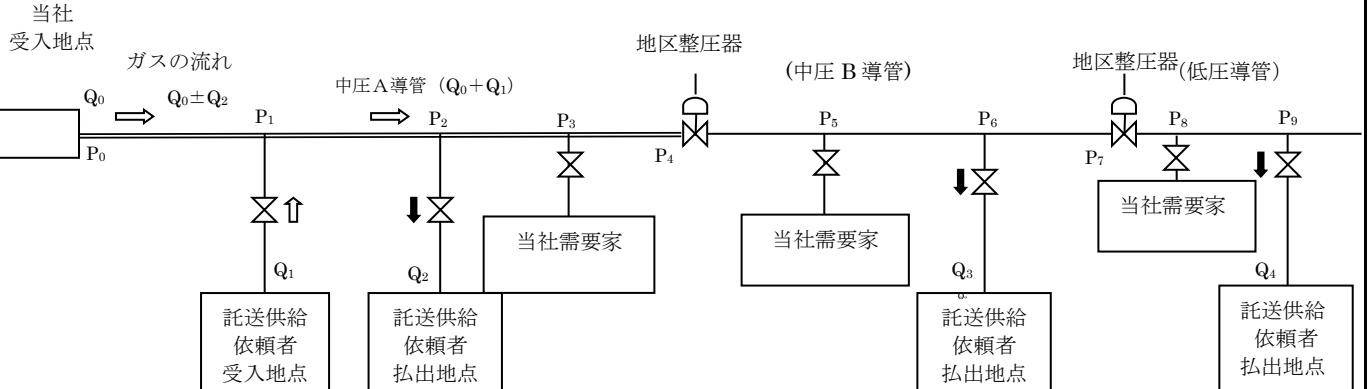 当社
受入地点
ガスの流れ
Q0
Q0±Q2
中圧A導管（Q0＋Q1）
地区整圧器
(中圧 B 導管)
地区整圧器
(低圧導管）
P0
P1
P2
P3
P4
P5
P6
P7
P8
P9
当社需要家
当社需要家
当社需要家
Q1
Q2
Q3
Q4
託送供給
依頼者
受入地点
託送供給
依頼者
払出地点
託送供給
依頼者
払出地点
託送供給
依頼者
払出地点